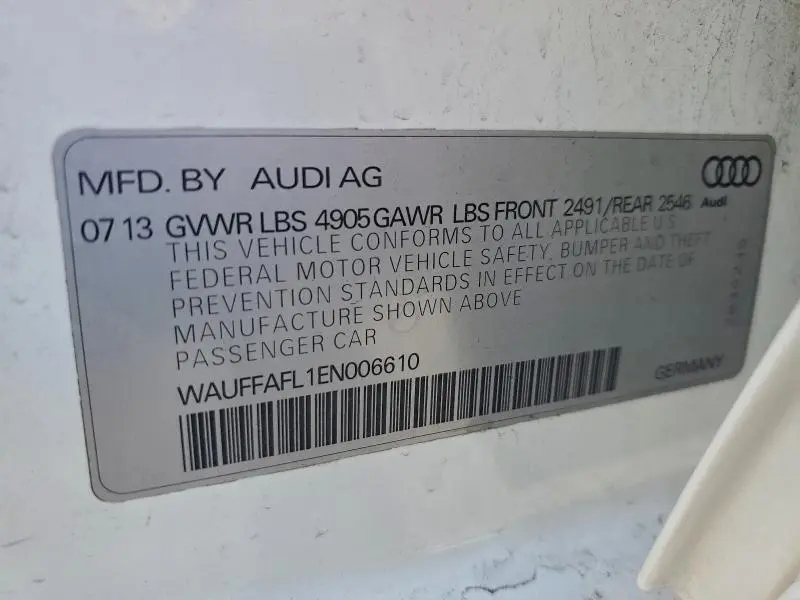 MFD. BY AUDI AG
Audi
07 13 GVWR LBS 4905 GAWR LBS FRONT 2491/REAR 2546
THIS VEHICLE CONFORMS TO ALL APPLICABLE U.S.
FEDERAL MOTOR VEHICLE SAFETY, BUMPER AND THEFT
PREVENTION STANDARDS IN EFFECT ON THE DATE OF
MANUFACTURE SHOWN ABOVE
PASSENGER CAR
WAUFFAFL1EN006610
GERMANY